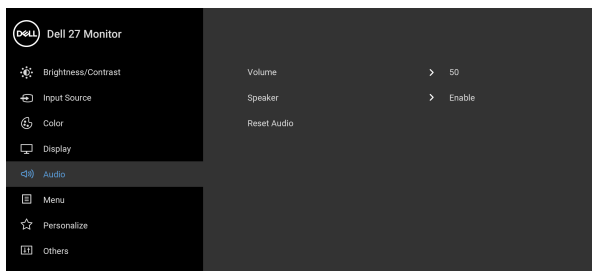 DELL Dell 27 Monitor
Brightness/Contrast
Input Source
Color
Display
Audio
Menu
Personalize
Others
Volume 50
Speaker Enable
Reset Audio